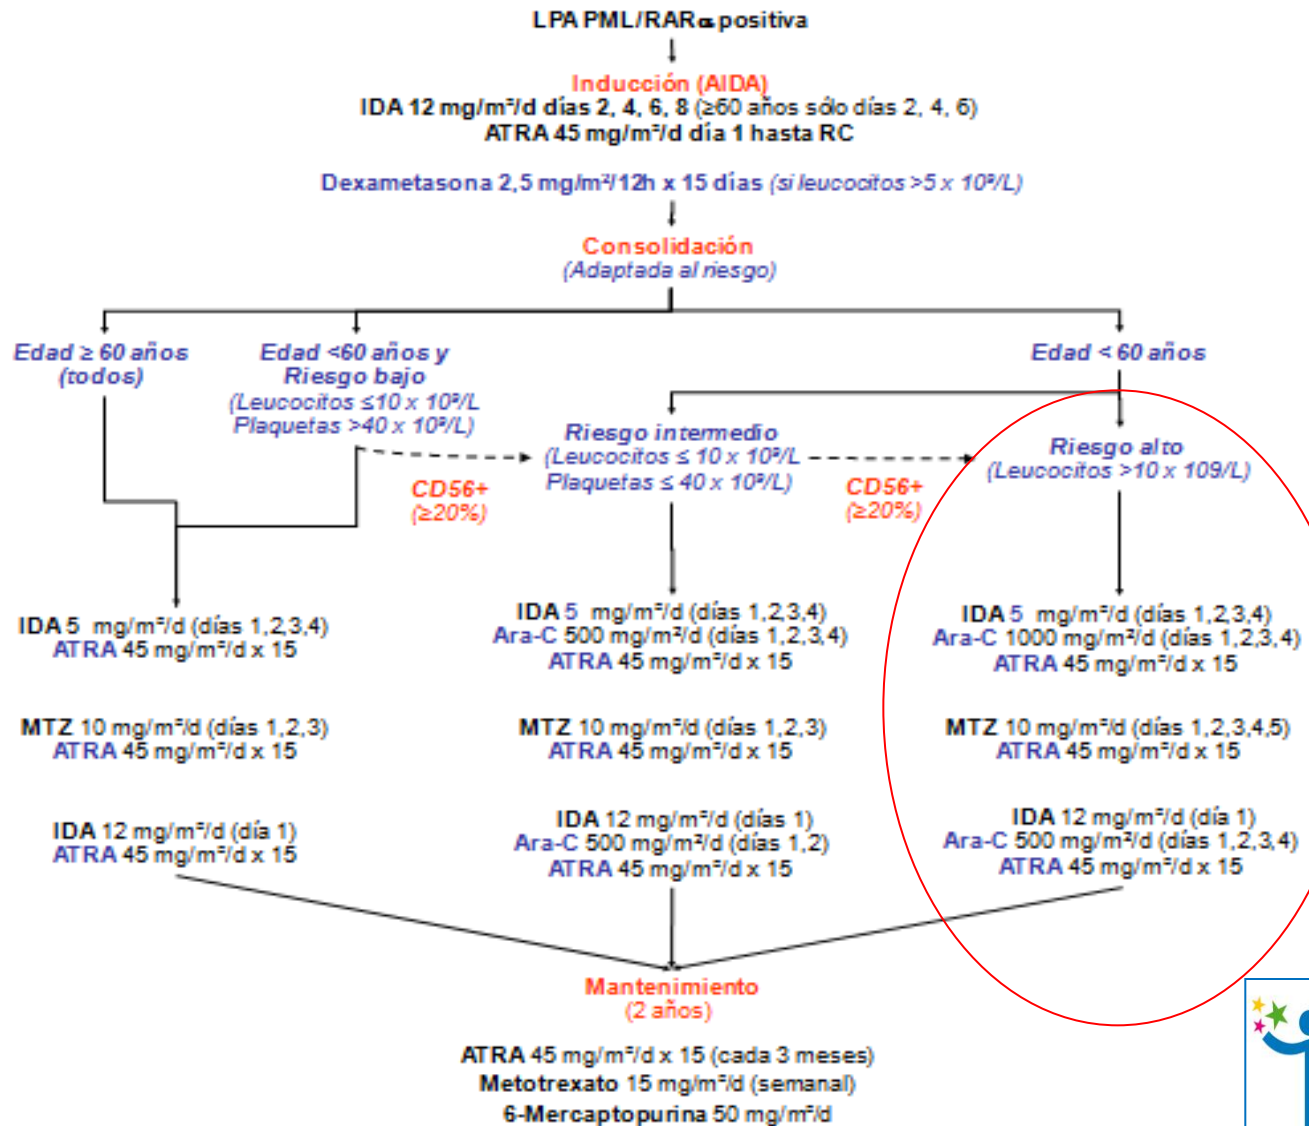 LPA PML/RARα positiva
Inducción (AIDA)
IDA 12 mg/m²/d días 2, 4, 6, 8 (≥60 años sólo días 2, 4, 6)
ATRA 45 mg/m²/d día 1 hasta RC
Dexametasona 2,5 mg/m²/12h x 15 días (si leucocitos >5 x 10⁹/L)
Consolidación
(Adaptada al riesgo)
Edad ≥ 60 años
(todos)
Edad <60 años y
Riesgo bajo
(Leucocitos ≤10 x 10⁹/L
Plaquetas >40 x 10⁹/L)
Edad < 60 años
Riesgo intermedio
(Leucocitos ≤ 10 x 10⁹/L
Plaquetas ≤ 40 x 10⁹/L)
Riesgo alto
(Leucocitos >10 x 109/L)
CD56+
(≥20%)
CD56+
(≥20%)
IDA 5 mg/m²/d (días 1,2,3,4)
ATRA 45 mg/m²/d x 15
MTZ 10 mg/m²/d (días 1,2,3)
ATRA 45 mg/m²/d x 15
IDA 12 mg/m²/d (día 1)
ATRA 45 mg/m²/d x 15
IDA 5 mg/m²/d (días 1,2,3,4)
Ara-C 500 mg/m²/d (días 1,2,3,4)
ATRA 45 mg/m²/d x 15
MTZ 10 mg/m²/d (días 1,2,3)
ATRA 45 mg/m²/d x 15
IDA 12 mg/m²/d (días 1)
Ara-C 500 mg/m²/d (días 1,2)
ATRA 45 mg/m²/d x 15
IDA 5 mg/m²/d (días 1,2,3,4)
Ara-C 1000 mg/m²/d (días 1,2,3,4)
ATRA 45 mg/m²/d x 15
MTZ 10 mg/m²/d (días 1,2,3,4,5)
ATRA 45 mg/m²/d x 15
IDA 12 mg/m²/d (día 1)
Ara-C 500 mg/m²/d (días 1,2,3,4)
ATRA 45 mg/m²/d x 15
Mantenimiento
(2 años)
ATRA 45 mg/m²/d x 15 (cada 3 meses)
Metotrexato 15 mg/m²/d (semanal)
6-Mercaptopurina 50 mg/m²/d